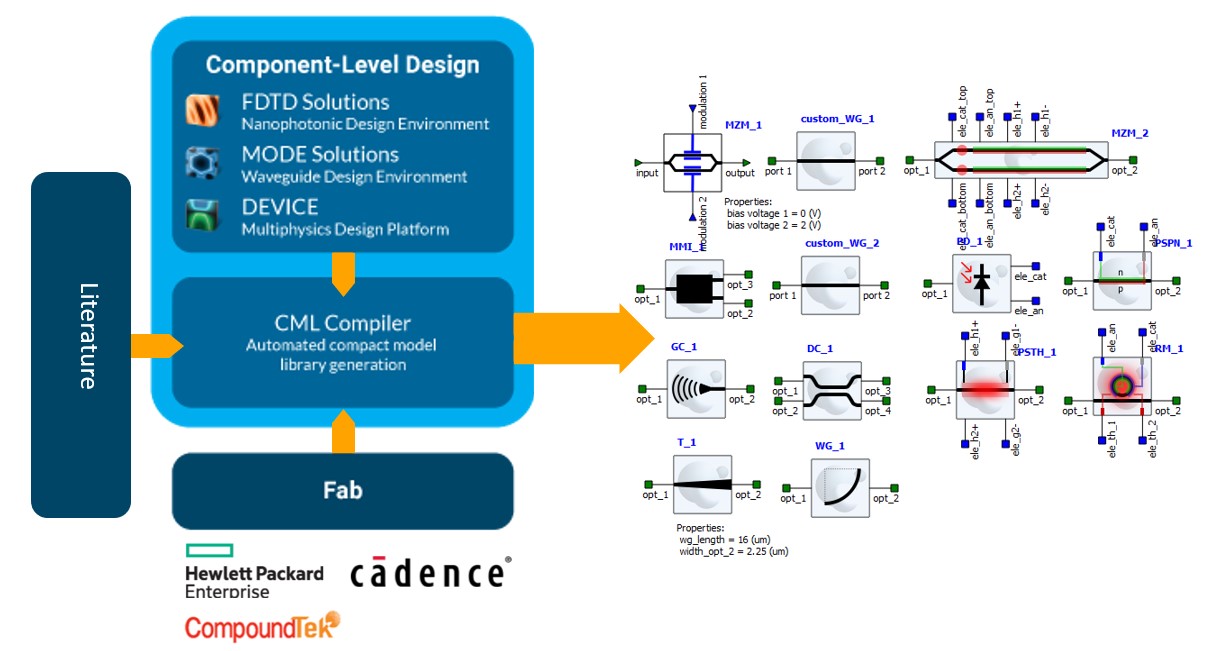 Component-Level Design
FDTD Solutions
Nanophotonic Design Environment
MODE Solutions
Waveguide Design Environment
DEVICE
Multiphysics Design Platform
Literature
CML Compiler
Automated compact model
library generation
Fab
Hewlett Packard
Enterprise
cādence®
CompoundTek
modulation 1
MZM_1
input
output
modulation 2
Properties:
bias voltage 1 = 0 (V)
bias voltage 2 = 2 (V)
custom_WG_1
port 1
port 2
ele_cat_top
ele_an_top
ele_h1+
ele_h1-
MZM_2
opt_1
opt_2
ele_cat_bottom
ele_an_bottom
ele_h2+
ele_h2-
opt_1
opt_3
opt_2
custom_WG_2
port 1
port 2
PD_1
opt_1
ele_cat
ele_an
ele_cat
ele_an
PSPN_1
n
p
opt_1
opt_2
GC_1
opt_1
opt_2
DC_1
opt_1
opt_3
opt_2
opt_4
ele_h1+
ele_g1-
PSTH_1
opt_1
opt_2
ele_h2+
ele_g2-
ele_an
ele_cat
RM_1
opt_1
opt_2
ele_th_1
ele_th_2
T_1
opt_1
opt_2
Properties:
wg_length = 16 (um)
width_opt_2 = 2.25 (um)
WG_1
opt_1
opt_2